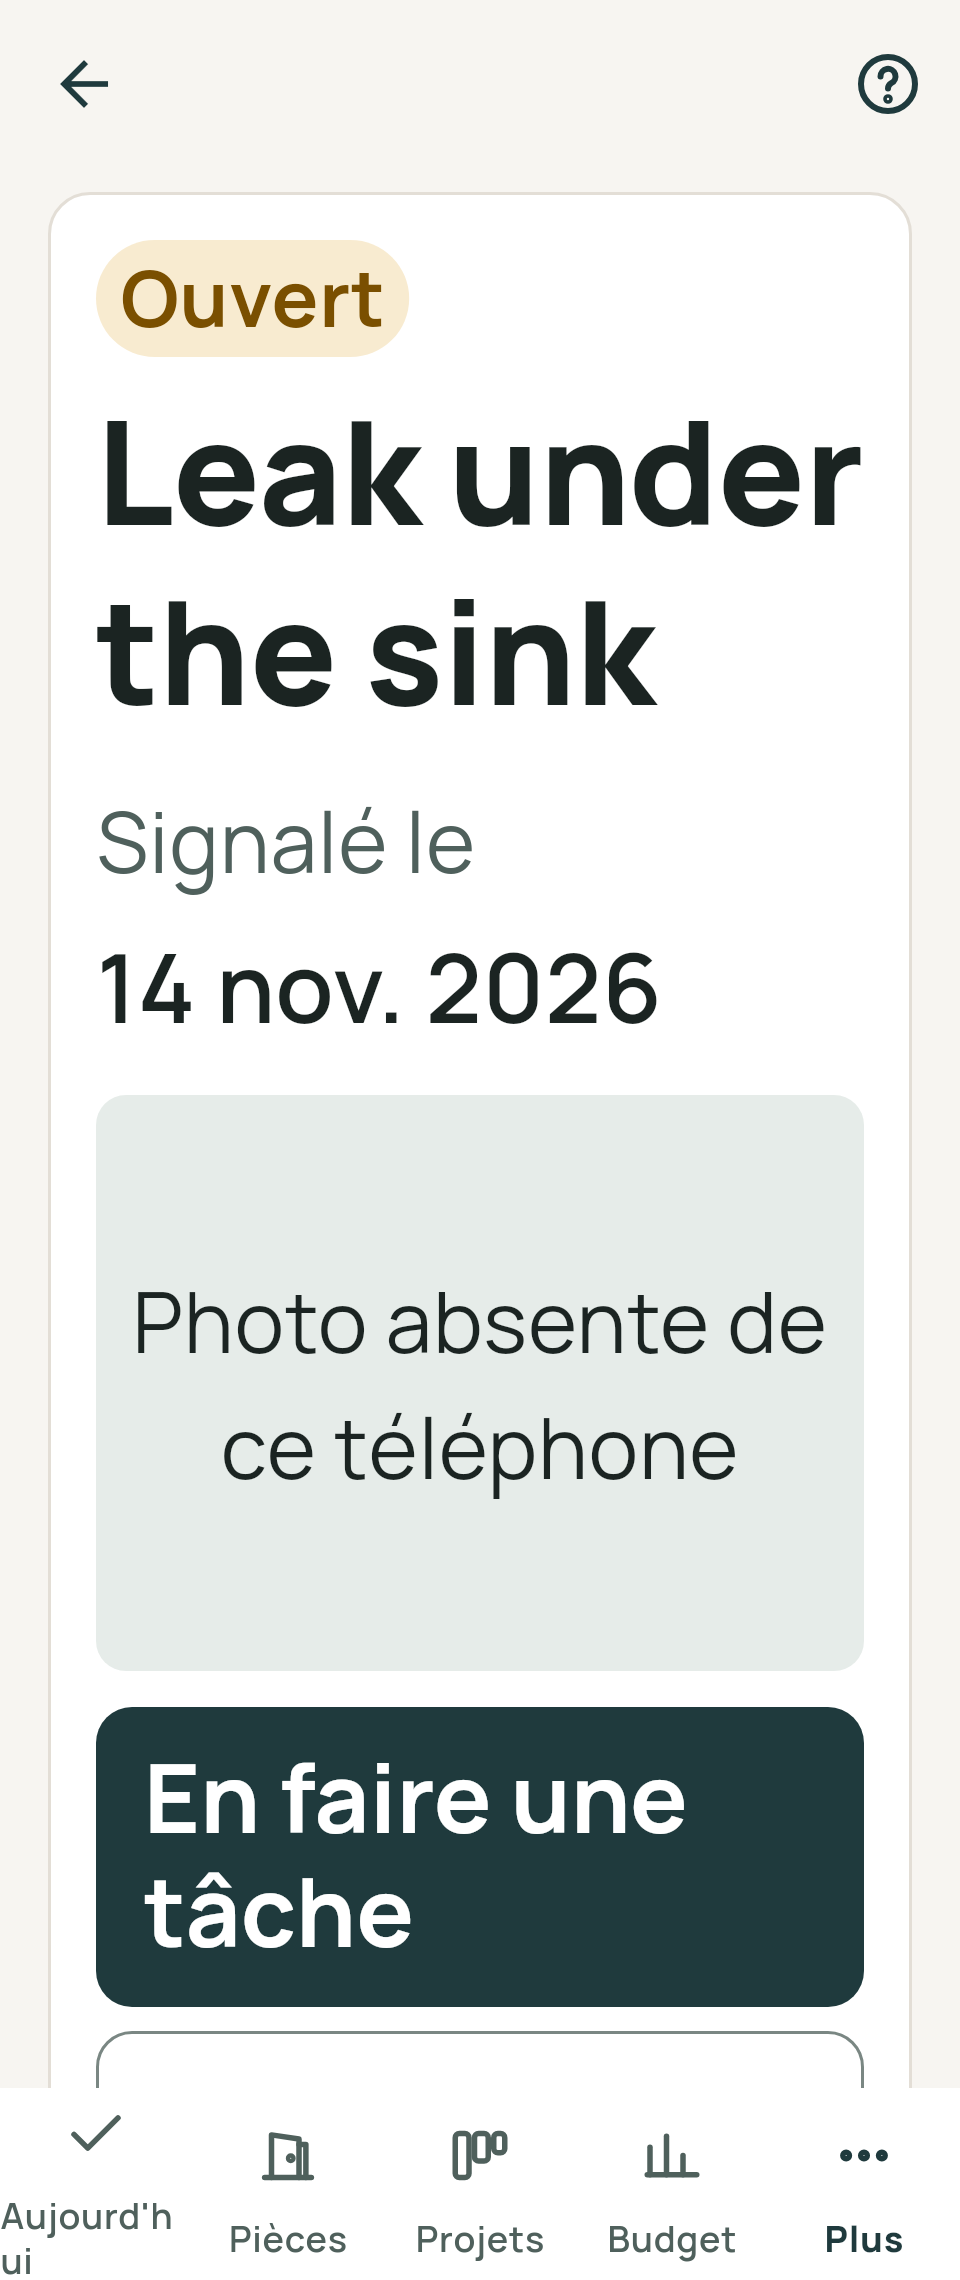 Ouvert
Leak under
the sink
Signalé le
14 nov. 2026
Photo absente de
ce téléphone
En faire une
tâche
Aujourd'h
ui
Pièces
Projets
Budget
Plus